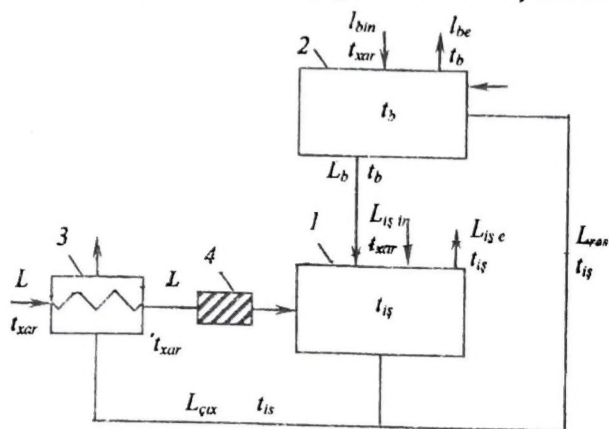 l_bin l_be
2 t_xar t_b
t_b
L_b t_b
1 L_iş in L_iş e
t_xar t_iş
t_iş
3 4
L L
t_xar t_xar
t_iş
L_çıx t_is